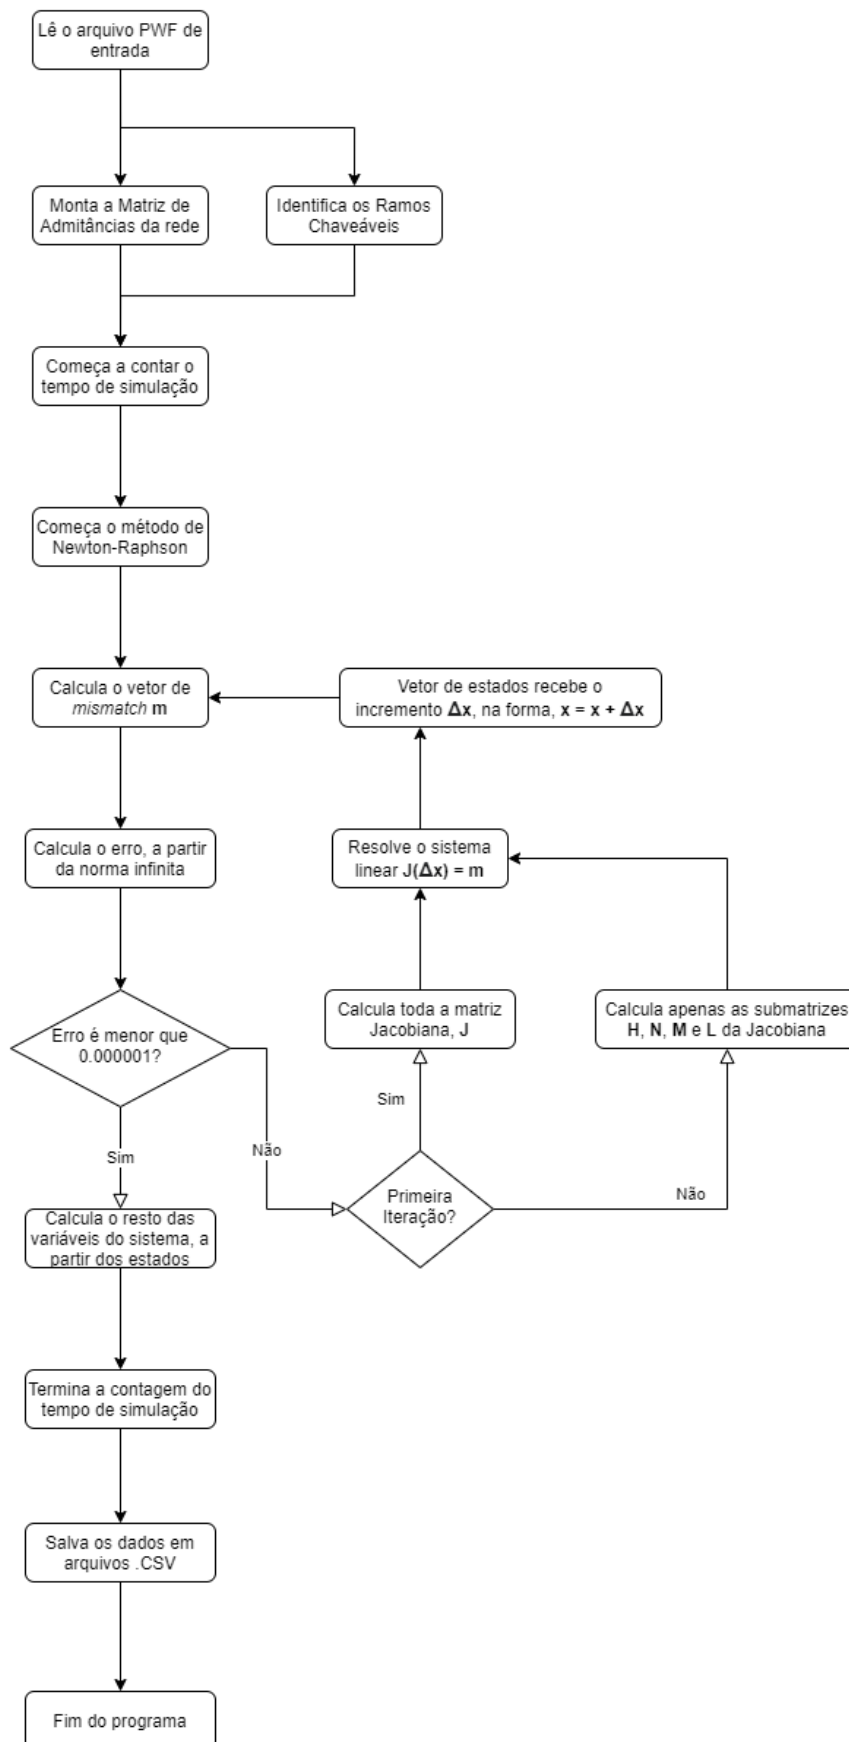 Lê o arquivo PWF de
entrada
Monta a Matriz de
Admitâncias da rede
Identifica os Ramos
Chaveáveis
Começa a contar o
tempo de simulação
Começa o método de
Newton-Raphson
Calcula o vetor de
mismatch m
Vetor de estados recebe o
incremento Δx, na forma, x = x + Δx
Calcula o erro, a partir
da norma infinita
Resolve o sistema
linear J(Δx) = m
Erro é menor que
0.000001?
Calcula toda a matriz
Jacobiana, J
Calcula apenas as submatrizes
H, N, M e L da Jacobiana
Sim
Não
Sim
Primeira
Iteração?
Não
Calcula o resto das
variáveis do sistema, a
partir dos estados
Termina a contagem do
tempo de simulação
Salva os dados em
arquivos .CSV
Fim do programa